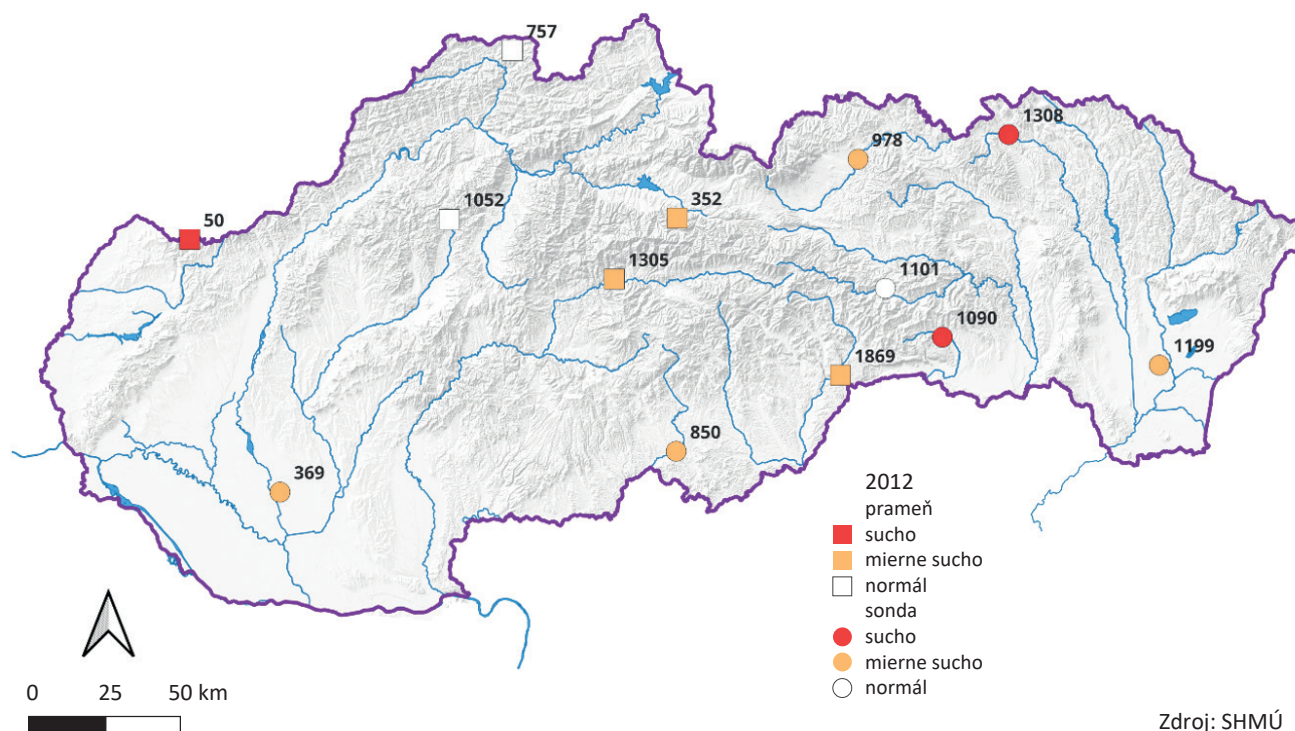 757
1308
978
1052
352
50
1305
1101
1090
1869
1199
850
369
2012
prameň
sucho
mierne sucho
normál
sonda
sucho
mierne sucho
normál
0 25 50 km
Zdroj: SHMÚ